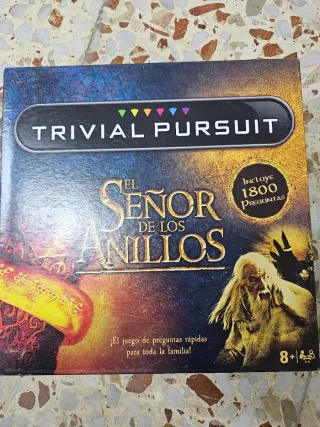 TRIVIAL PURSUIT
EL
SEÑOR
DE LOS
ANILLOS
INCLUYE
1800
PREGUNTAS
¡El juego de preguntas rápidas
para toda la familia!
8+